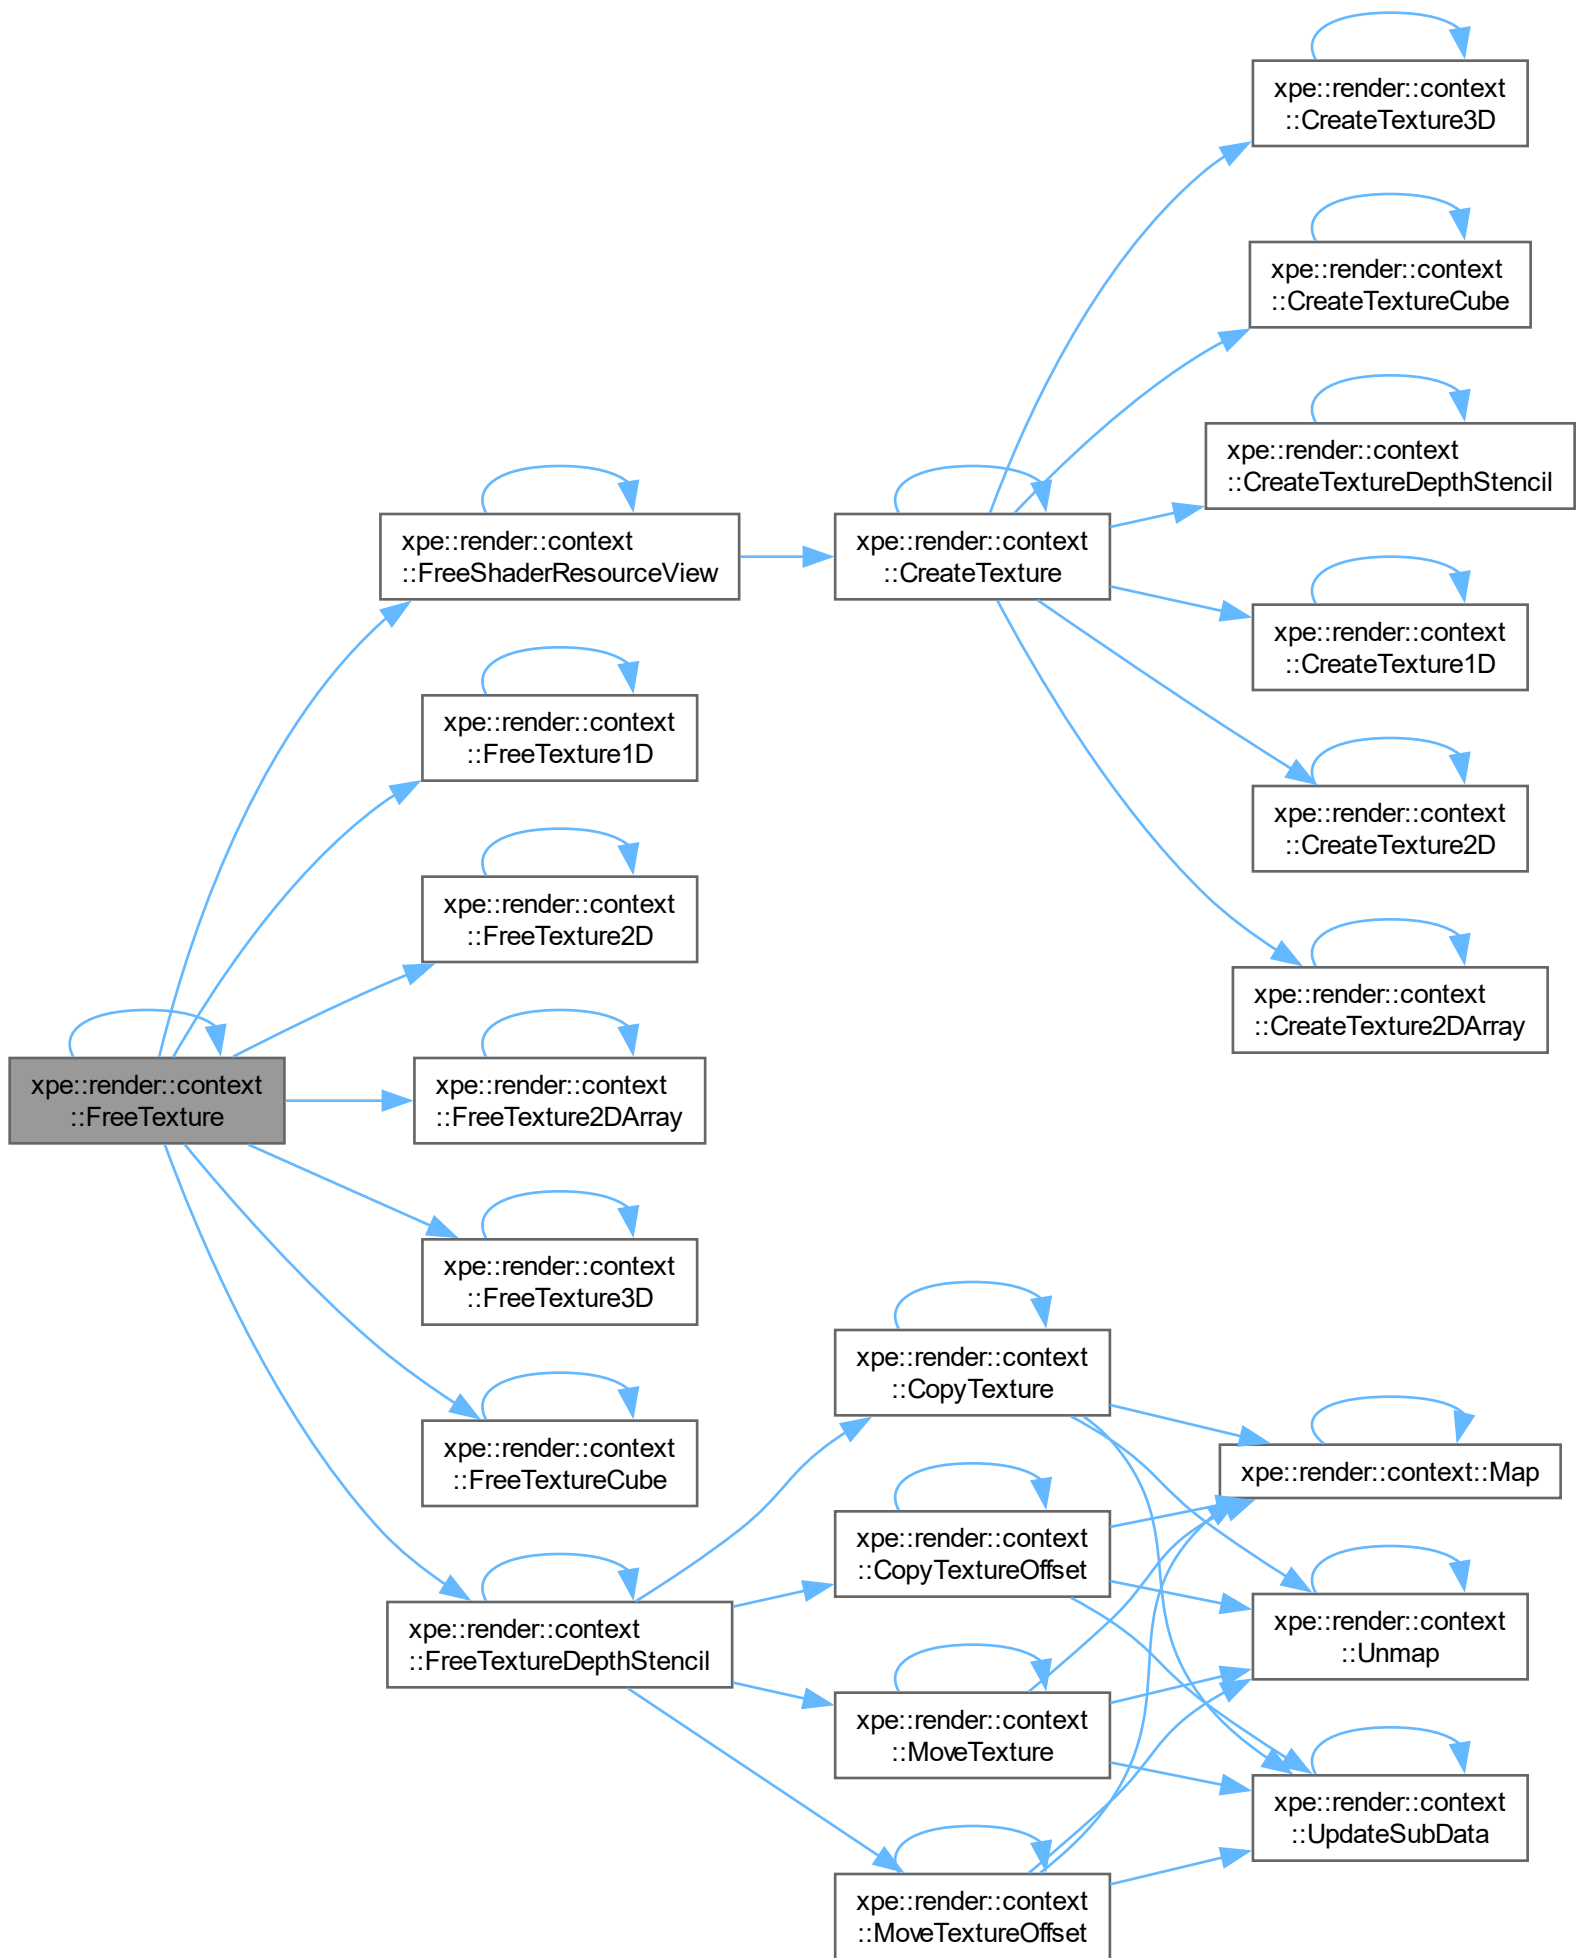 xpe::render::context
::CreateTexture3D
xpe::render::context
::CreateTextureCube
xpe::render::context
::CreateTextureDepthStencil
xpe::render::context
::FreeShaderResourceView
xpe::render::context
::CreateTexture
xpe::render::context
::CreateTexture1D
xpe::render::context
::FreeTexture1D
xpe::render::context
::CreateTexture2D
xpe::render::context
::FreeTexture2D
xpe::render::context
::CreateTexture2DArray
xpe::render::context
::FreeTexture
xpe::render::context
::FreeTexture2DArray
xpe::render::context
::FreeTexture3D
xpe::render::context
::CopyTexture
xpe::render::context
::FreeTextureCube
xpe::render::context::Map
xpe::render::context
::CopyTextureOffset
xpe::render::context
::Unmap
xpe::render::context
::FreeTextureDepthStencil
xpe::render::context
::MoveTexture
xpe::render::context
::UpdateSubData
xpe::render::context
::MoveTextureOffset